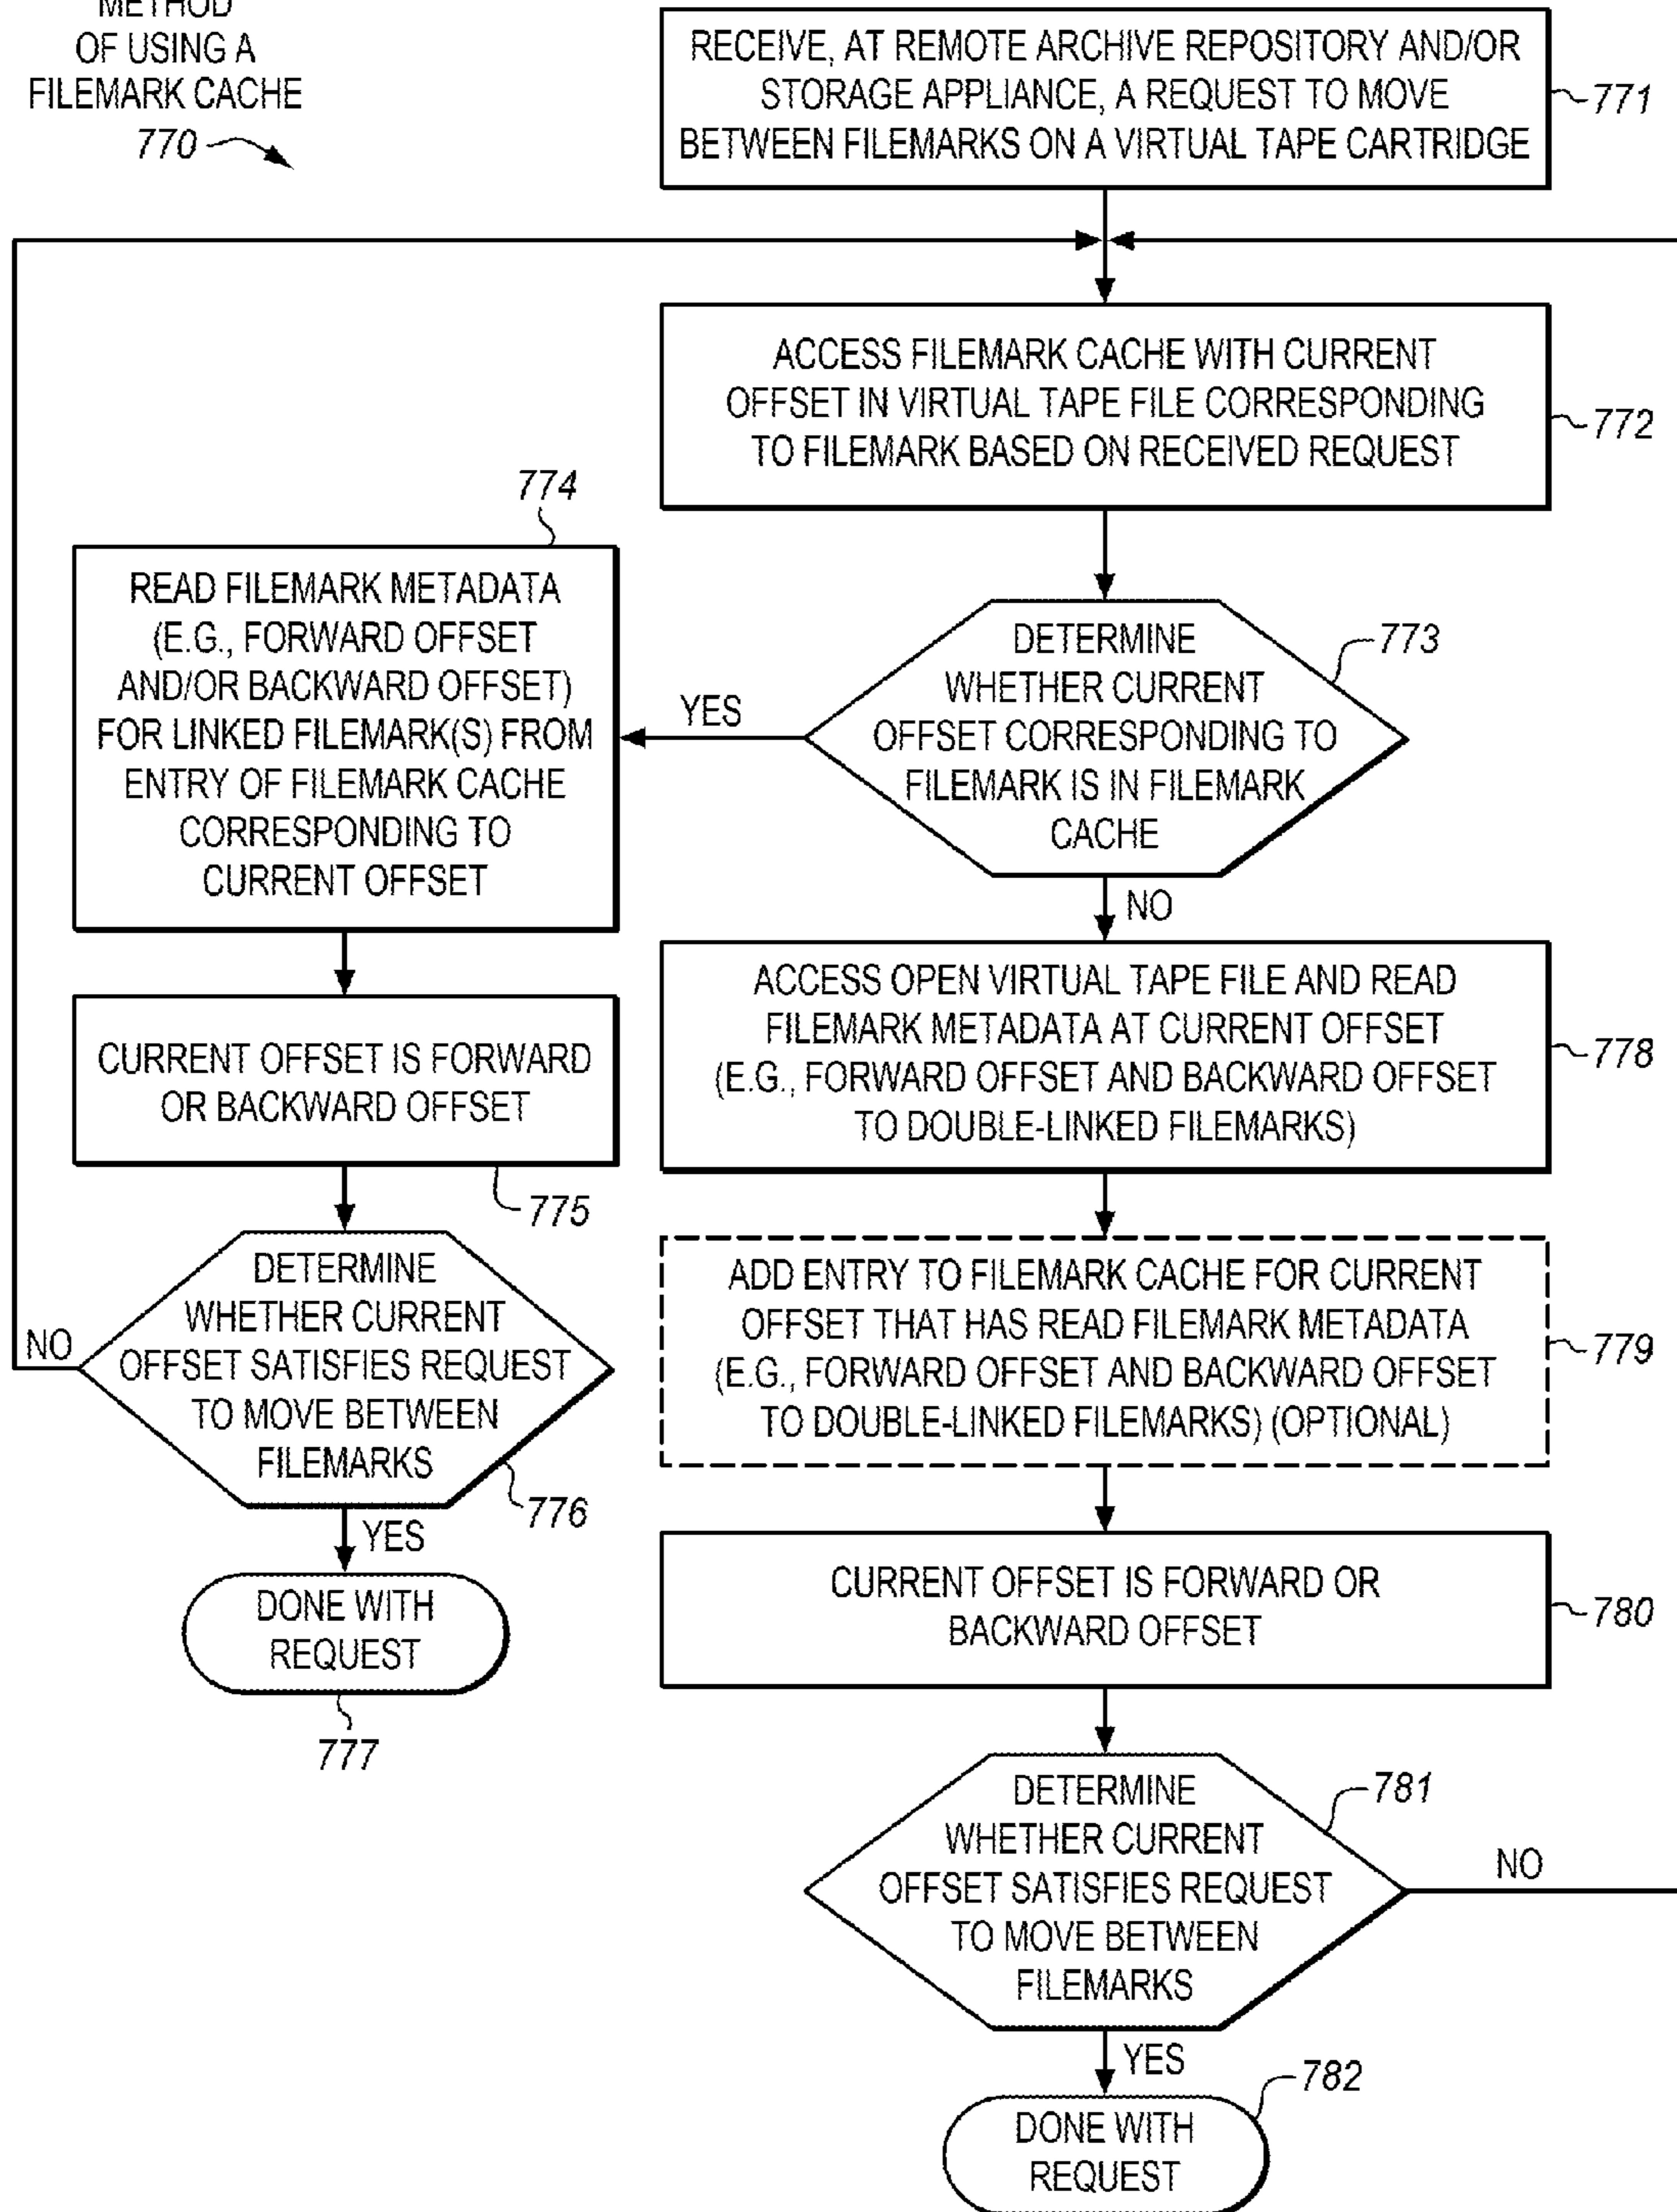 METHOD
OF USING A
FILEMARK CACHE
770
RECEIVE, AT REMOTE ARCHIVE REPOSITORY AND/OR
STORAGE APPLIANCE, A REQUEST TO MOVE
BETWEEN FILEMARKS ON A VIRTUAL TAPE CARTRIDGE
771
ACCESS FILEMARK CACHE WITH CURRENT
OFFSET IN VIRTUAL TAPE FILE CORRESPONDING
TO FILEMARK BASED ON RECEIVED REQUEST
772
DETERMINE
WHETHER CURRENT
OFFSET CORRESPONDING TO
FILEMARK IS IN FILEMARK
CACHE
773
YES
NO
774
READ FILEMARK METADATA
(E.G., FORWARD OFFSET
AND/OR BACKWARD OFFSET)
FOR LINKED FILEMARK(S) FROM
ENTRY OF FILEMARK CACHE
CORRESPONDING TO
CURRENT OFFSET
CURRENT OFFSET IS FORWARD
OR BACKWARD OFFSET
775
DETERMINE
WHETHER CURRENT
OFFSET SATISFIES REQUEST
TO MOVE BETWEEN
FILEMARKS
776
NO
YES
DONE WITH
REQUEST
777
ACCESS OPEN VIRTUAL TAPE FILE AND READ
FILEMARK METADATA AT CURRENT OFFSET
(E.G., FORWARD OFFSET AND BACKWARD OFFSET
TO DOUBLE-LINKED FILEMARKS)
778
ADD ENTRY TO FILEMARK CACHE FOR CURRENT
OFFSET THAT HAS READ FILEMARK METADATA
(E.G., FORWARD OFFSET AND BACKWARD OFFSET
TO DOUBLE-LINKED FILEMARKS) (OPTIONAL)
779
CURRENT OFFSET IS FORWARD OR
BACKWARD OFFSET
780
DETERMINE
WHETHER CURRENT
OFFSET SATISFIES REQUEST
TO MOVE BETWEEN
FILEMARKS
781
NO
YES
DONE WITH
REQUEST
782